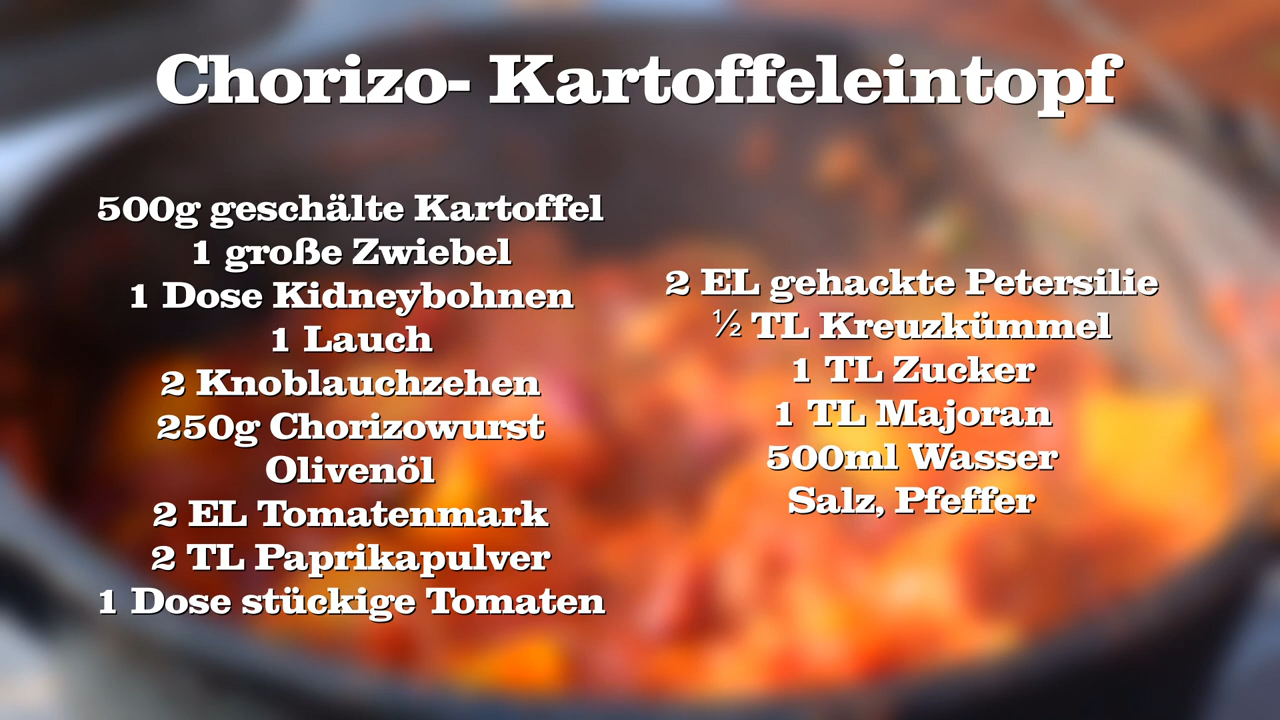 Chorizo- Kartoffeleintopf
500g geschälte Kartoffel
1 große Zwiebel
1 Dose Kidneybohnen
1 Lauch
2 Knoblauchzehen
250g Chorizowurst
Olivenöl
2 EL Tomatenmark
2 TL Paprikapulver
1 Dose stückige Tomaten
2 EL gehackte Petersilie
½ TL Kreuzkümmel
1 TL Zucker
1 TL Majoran
500ml Wasser
Salz, Pfeffer